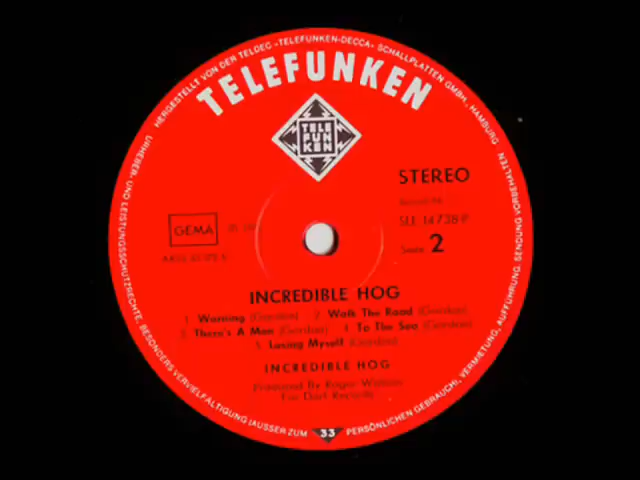 HERGESTELLT VON DER TELDEC »TELEFUNKEN-DECCA« SCHALLPLATTEN GMBH., HAMBURG
URHEBER- UND LEISTUNGSSCHUTZRECHTE, BESONDERS VERVIELFÄLTIGUNG (AUSSER ZUM PERSÖNLICHEN GEBRAUCH), VERMIETUNG, AUFFÜHRUNG, SENDUNG VORBEHALTEN
TELEFUNKEN
TELE
FUN
KEN
STEREO
SLE 14 738-P
GEMA
Seite 2
INCREDIBLE HOG
1. Warning (Gordon) 2. Walk The Road (Gordon)
3. There's A Man (Gordon) 4. To The Sea (Gordon)
5. Losing Myself (Gordon)
INCREDIBLE HOG
Produced By Roger
For Dart Records
33